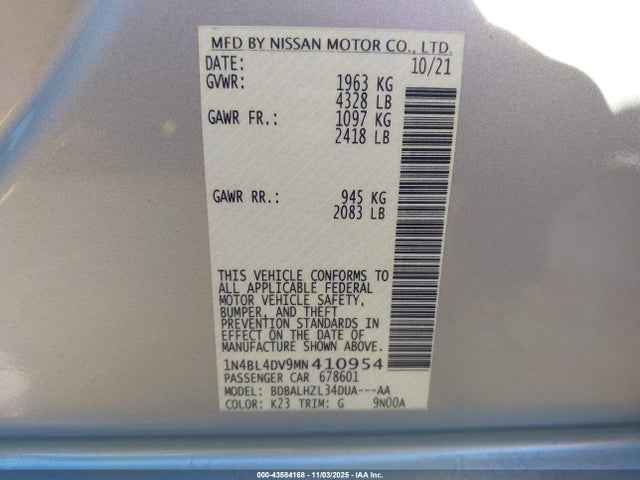 MFD BY NISSAN MOTOR CO., LTD.
DATE: 10/21
GVWR: 1963 KG
4328 LB
GAWR FR.: 1097 KG
2418 LB
GAWR RR.: 945 KG
2083 LB
THIS VEHICLE CONFORMS TO
ALL APPLICABLE FEDERAL
MOTOR VEHICLE SAFETY,
BUMPER, AND THEFT
PREVENTION STANDARDS IN
EFFECT ON THE DATE OF
MANUFACTURE SHOWN ABOVE.
1N4BL4DV9MN410954
PASSENGER CAR 678601
MODEL: BDBALHZL34DUA---AA
COLOR: K23 TRIM: G 9N00A
000-43584168 - 11/03/2025 - IAA Inc.